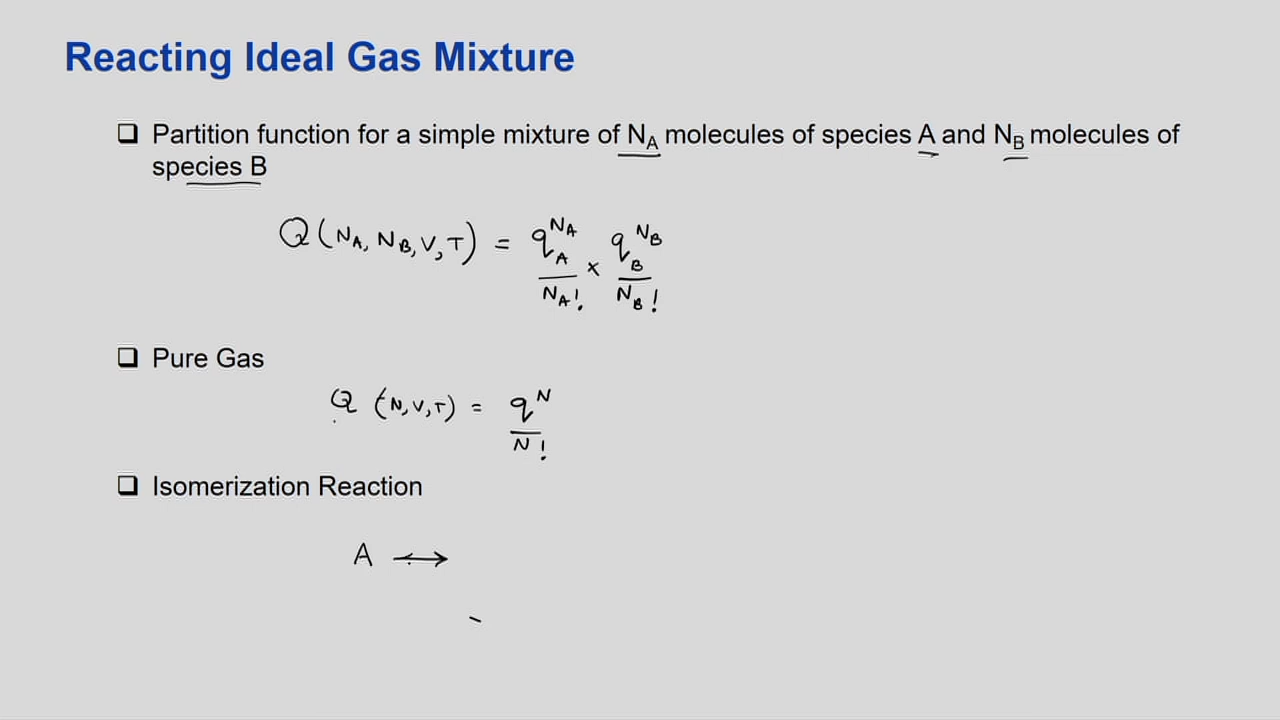 Reacting Ideal Gas Mixture
❑ Partition function for a simple mixture of N_A molecules of species A and N_B molecules of
species B
Q (N_A, N_B, V, T) = q_A^{N_A} / N_A! × q_B^{N_B} / N_B!
❑ Pure Gas
Q (N, V, T) = q^N / N!
❑ Isomerization Reaction
A ⟷